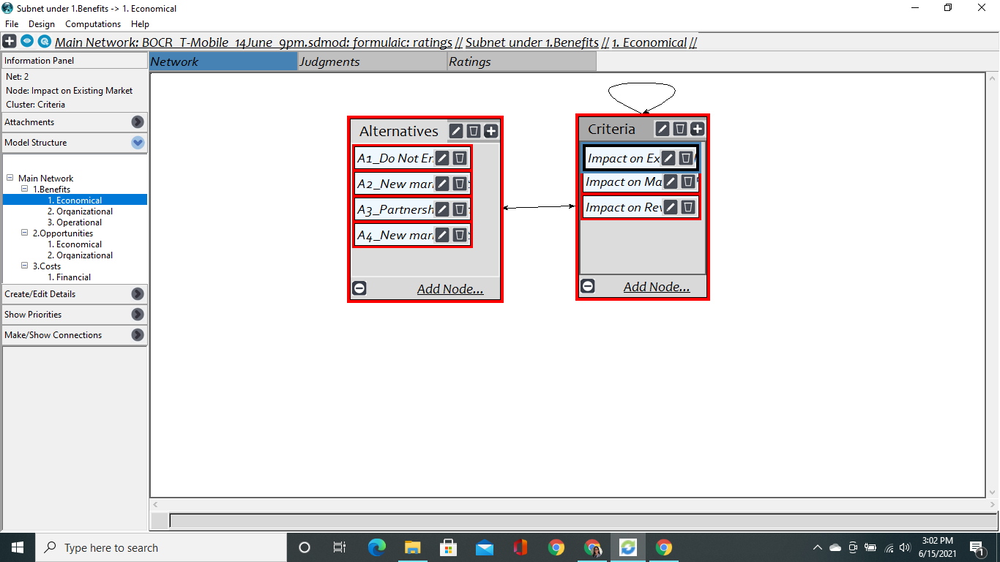 Subnet under 1.Benefits -> 1. Economical
File Design Computations Help
Main Network: BOCR_T-Mobile_14June_9pm.sdmod: formulaic: ratings // Subnet under 1.Benefits // 1. Economical //
Information Panel
Network Judgments Ratings
Net: 2
Node: Impact on Existing Market
Cluster: Criteria
Attachments
Model Structure
Main Network
1.Benefits
1. Economical
2. Organizational
3. Operational
2.Opportunities
1. Economical
2. Organizational
3.Costs
1. Financial
Create/Edit Details
Show Priorities
Make/Show Connections
Alternatives
A1_Do Not En
A2_New mar
A3_Partnersh
A4_New mar
Add Node...
Criteria
Impact on Ex
Impact on Ma
Impact on Rev
Add Node...
Type here to search
3:02 PM
6/15/2021
1